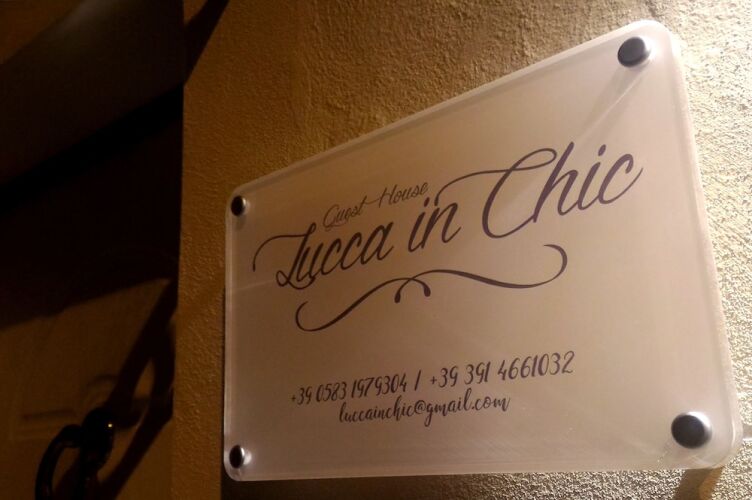 Guest House
Lucca in Chic
+39 0583 1979304 / +39 391 4661032
luccainchic@gmail.com